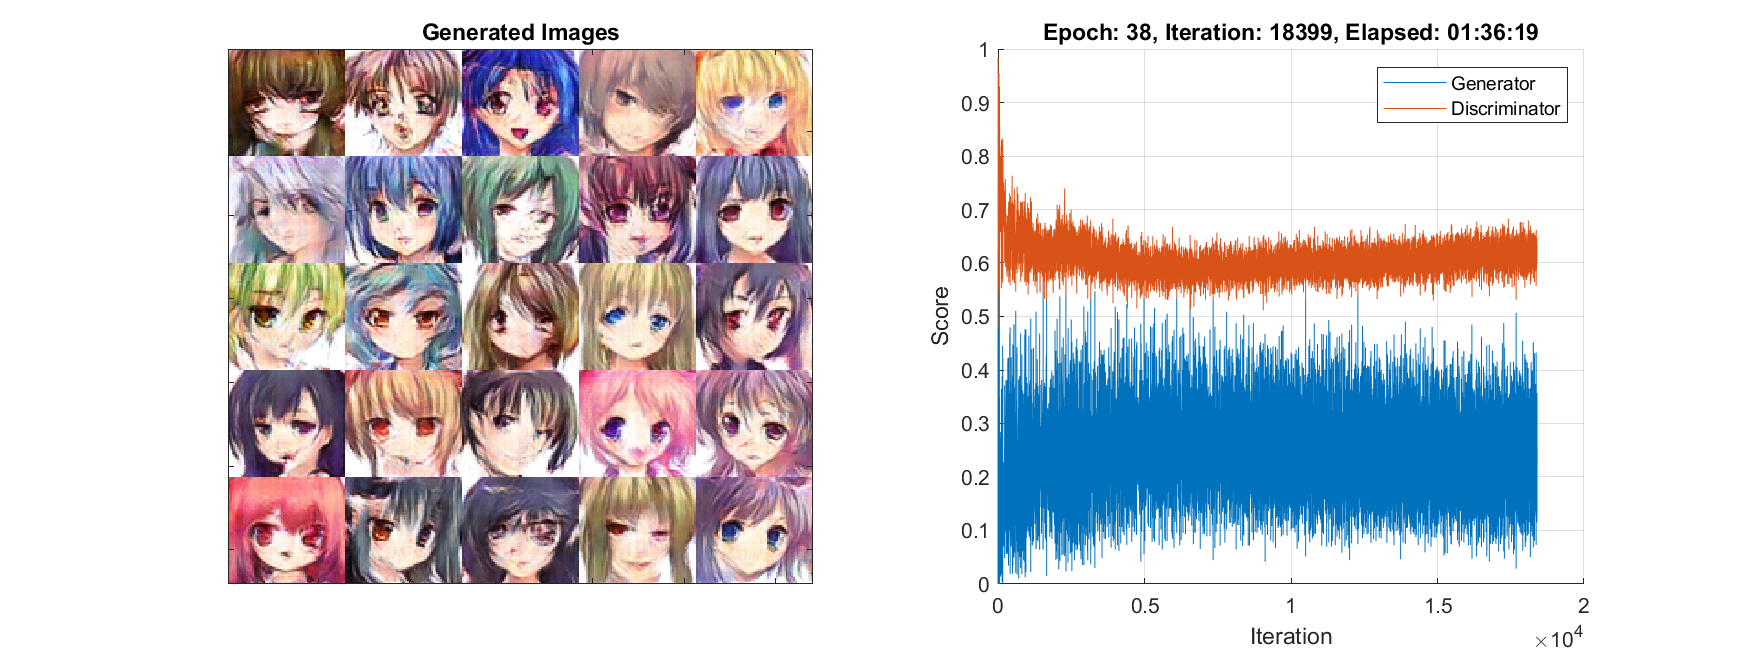 Generated Images
Epoch: 38, Iteration: 18399, Elapsed: 01:36:19
1
0.9
0.8
0.7
0.6
0.5
0.4
0.3
0.2
0.1
0
Score
Generator
Discriminator
0 0.5 1 1.5 2
Iteration
×10⁴